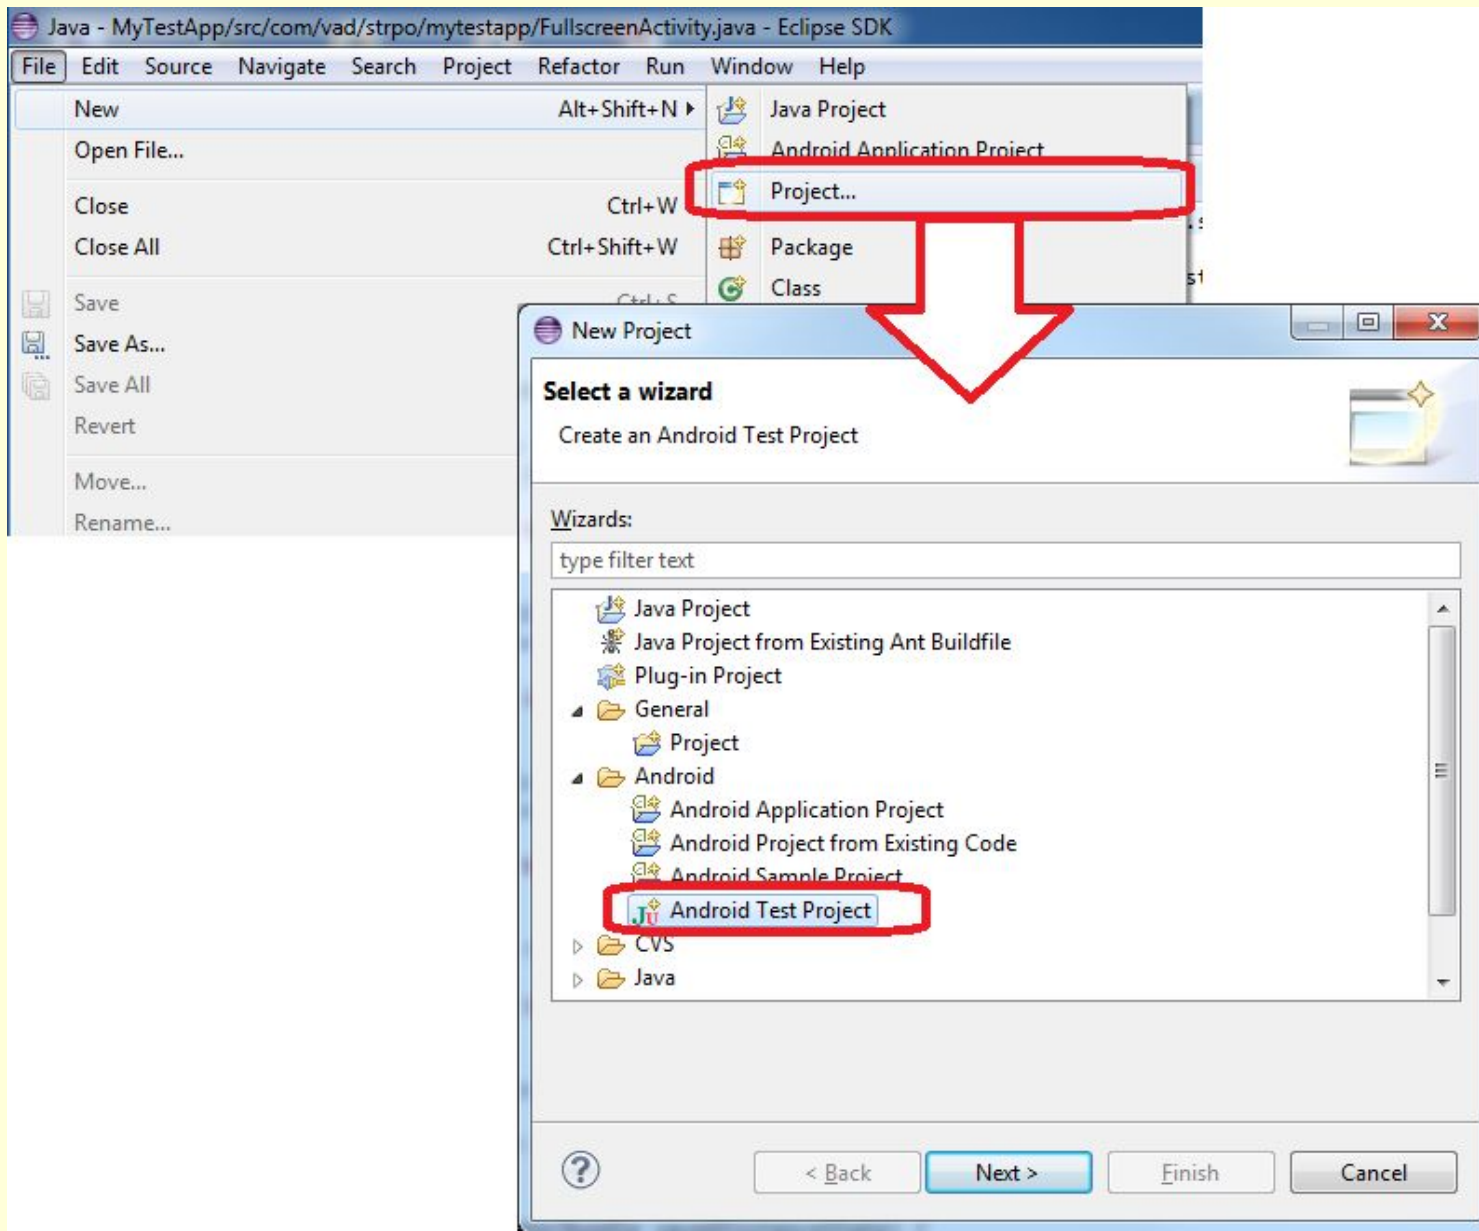 Java - MyTestApp/src/com/vad/strpo/mytestapp/FullscreenActivity.java - Eclipse SDK
File Edit Source Navigate Search Project Refactor Run Window Help
New Alt+Shift+N
Open File...
Close Ctrl+W
Close All Ctrl+Shift+W
Save Ctrl+S
Save As...
Save All
Revert
Move...
Rename...
Java Project
Android Application Project
Project...
Package
Class
New Project
Select a wizard
Create an Android Test Project
Wizards:
type filter text
Java Project
Java Project from Existing Ant Buildfile
Plug-in Project
General
Project
Android
Android Application Project
Android Project from Existing Code
Android Sample Project
Android Test Project
CVS
Java
< Back Next > Finish Cancel